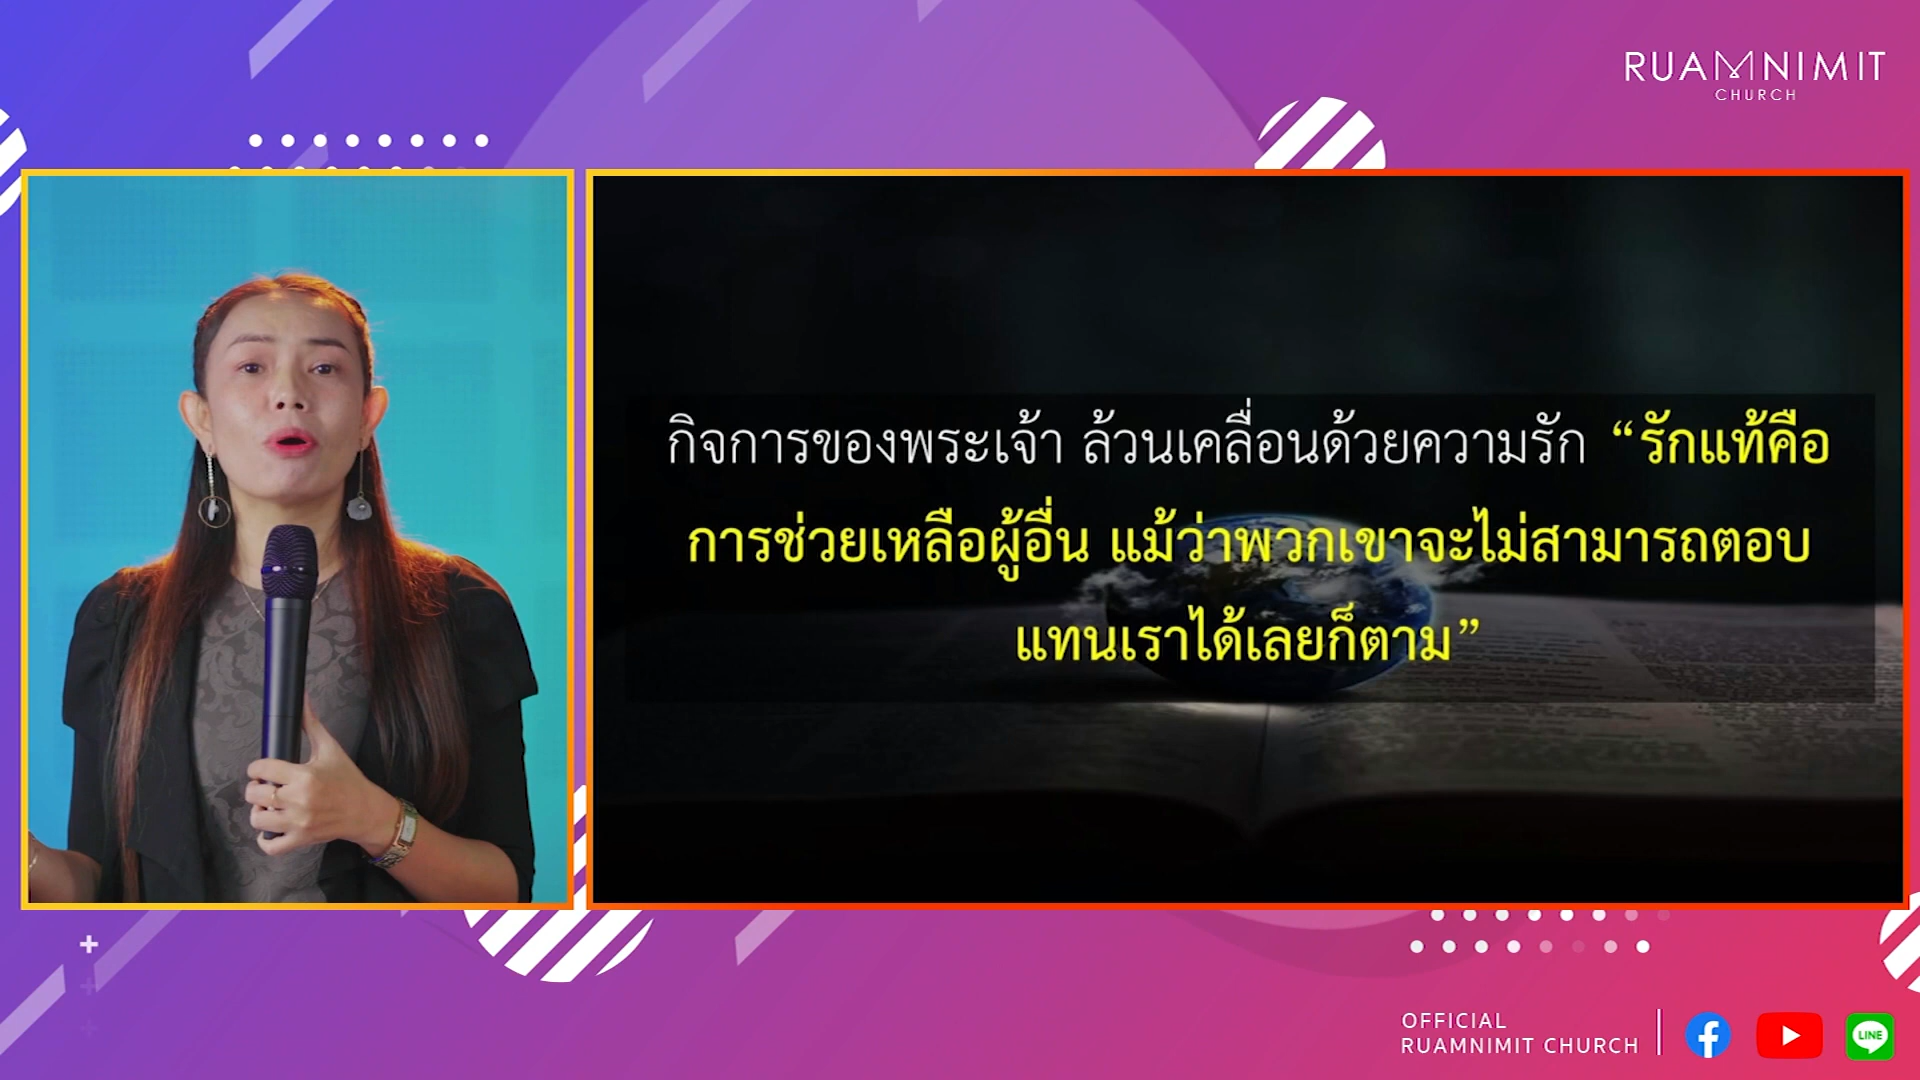 RUAMNIMIT
CHURCH
กิจการของพระเจ้า ล้วนเคลื่อนด้วยความรัก “รักแท้คือ
การช่วยเหลือผู้อื่น แม้ว่าพวกเขาจะไม่สามารถตอบ
แทนเราได้เลยก็ตาม”
OFFICIAL
RUAMNIMIT CHURCH
LINE